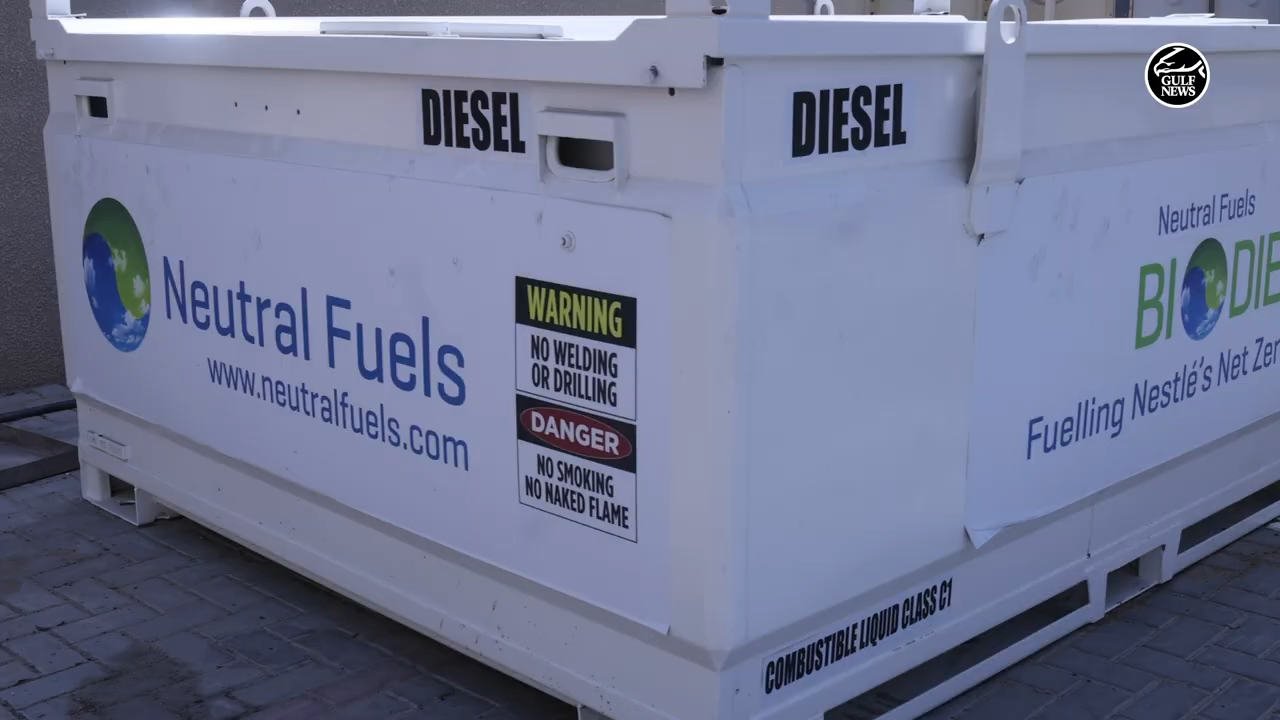 GULF
NEWS
DIESEL
DIESEL
Neutral Fuels
www.neutralfuels.com
WARNING
NO WELDING
OR DRILLING
DANGER
NO SMOKING
NO NAKED FLAME
Neutral Fuels
BIODIE
Fuelling Nestlé's Net Zer
COMBUSTIBLE LIQUID CLASS C1